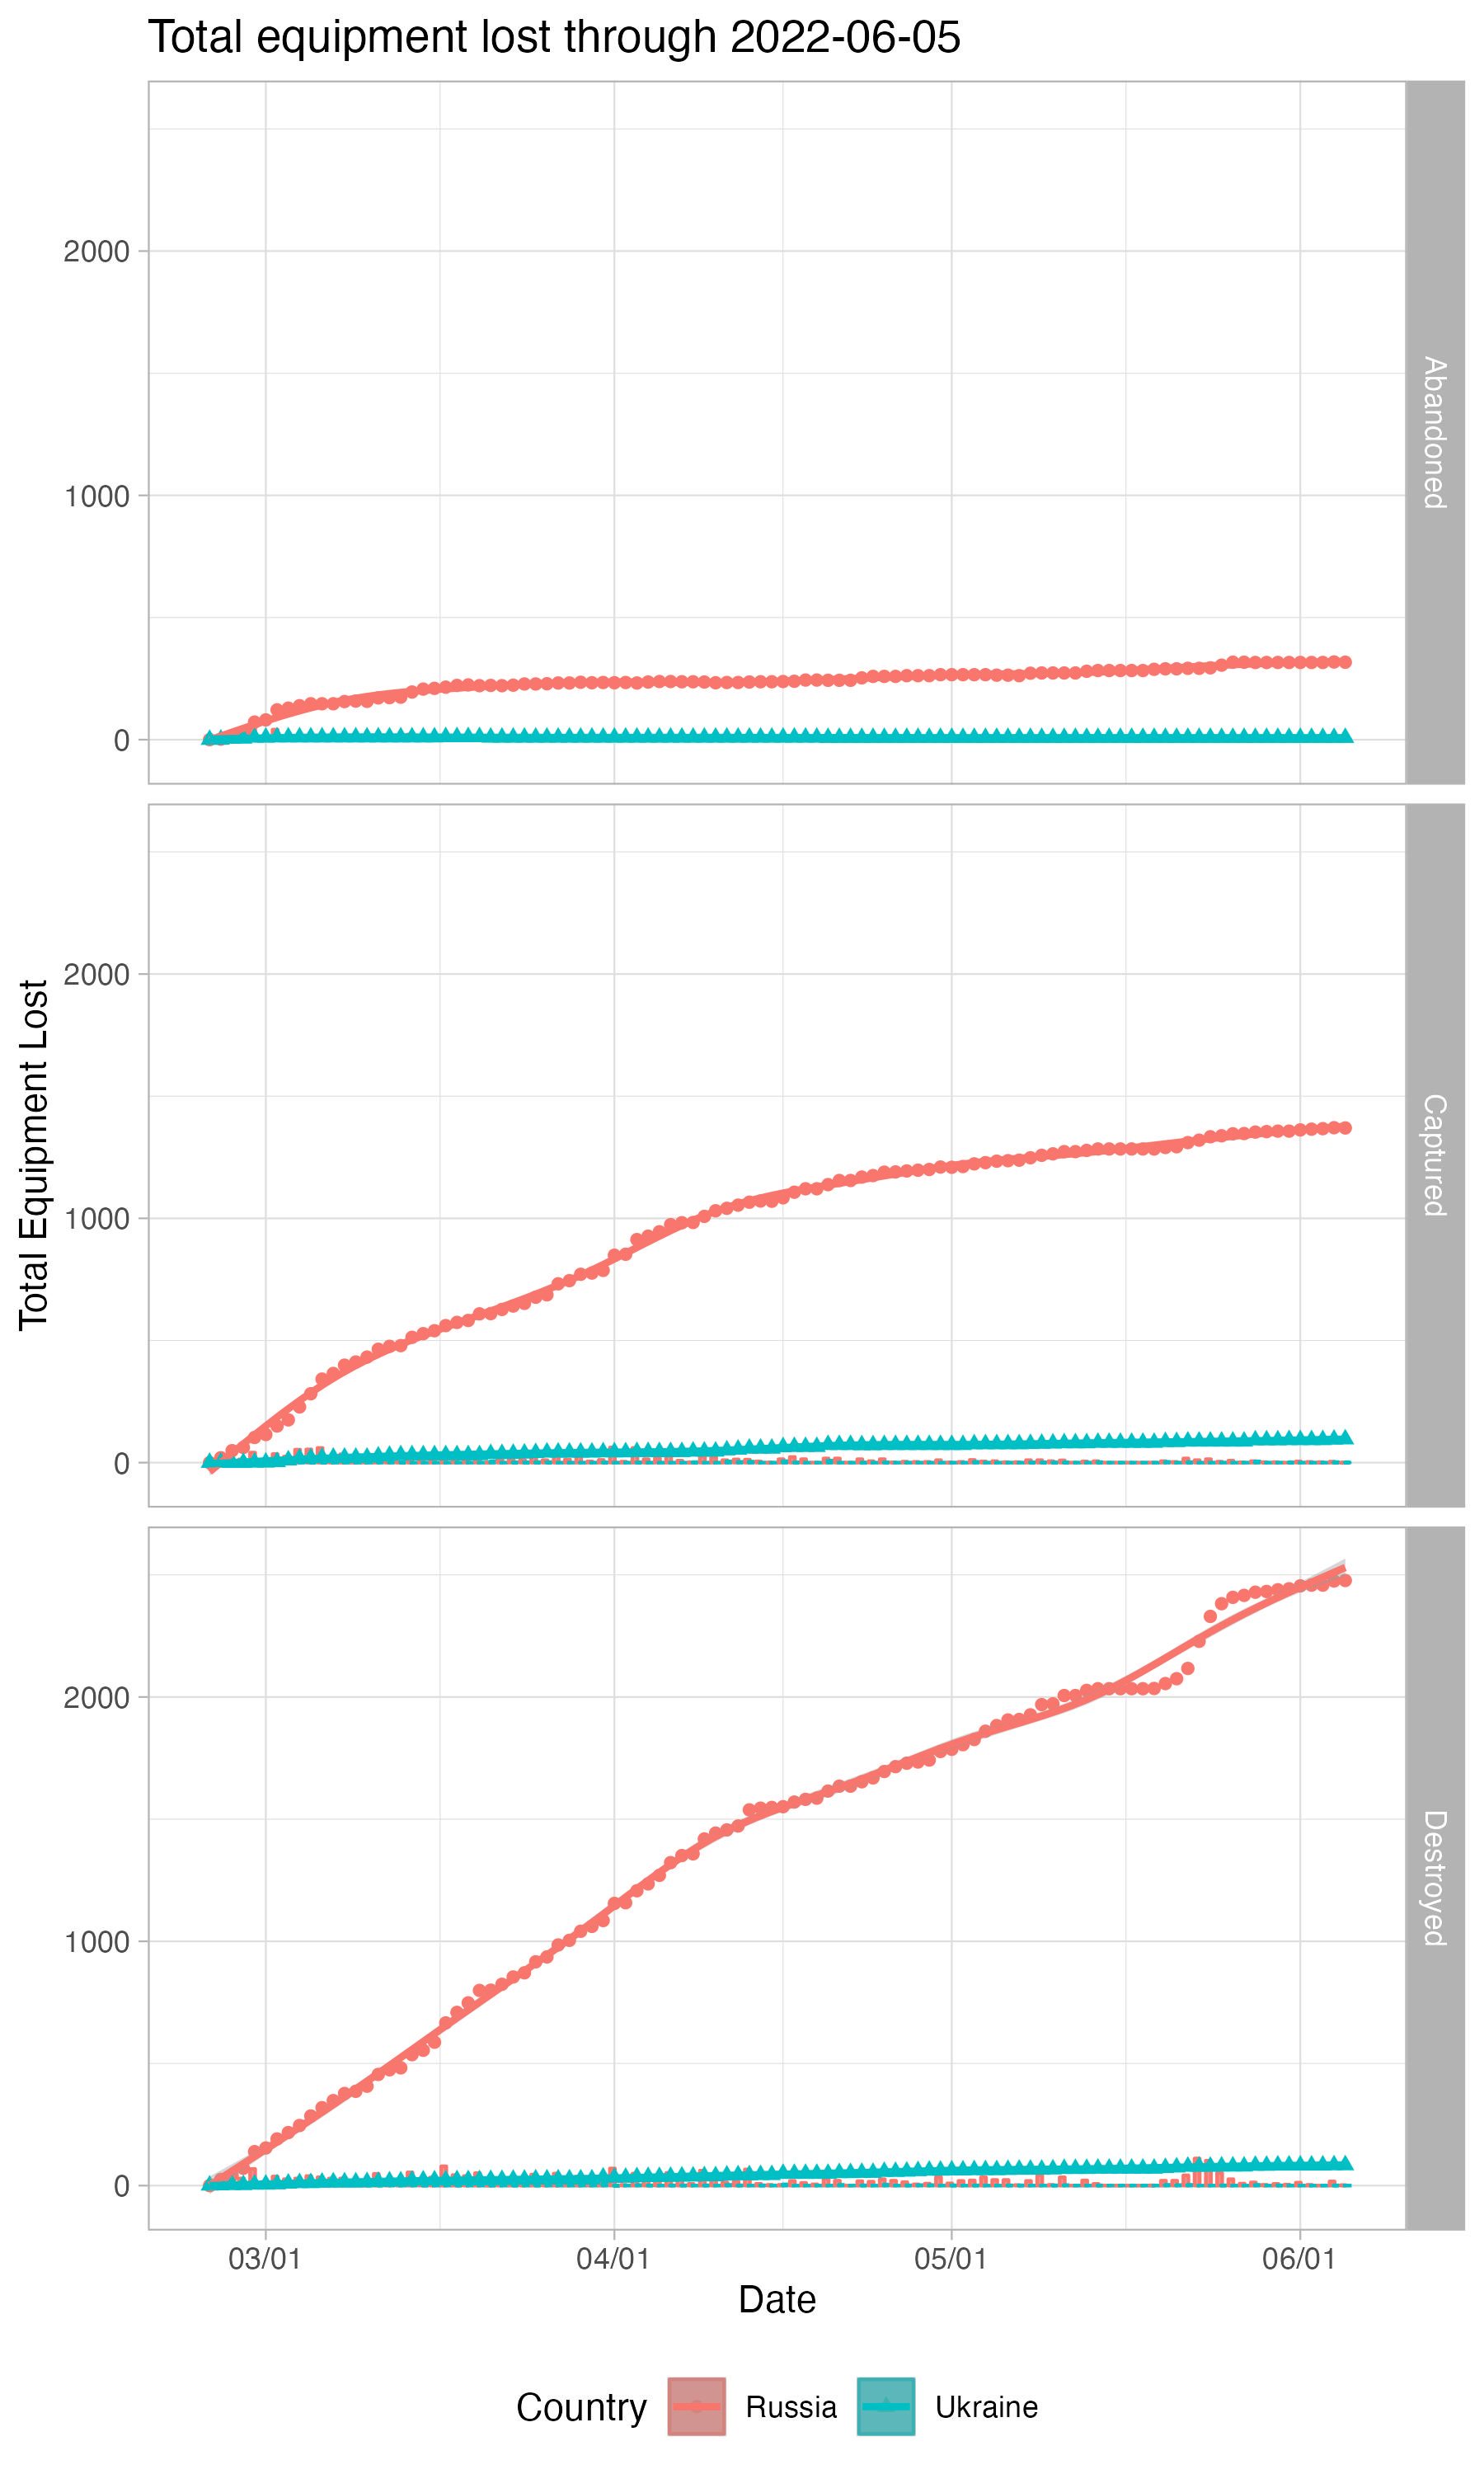 Total equipment lost through 2022-06-05
2000
1000
0
Abandoned
Total Equipment Lost
2000
1000
0
Captured
2000
1000
0
Destroyed
03/01 04/01 05/01 06/01
Date
Country Russia Ukraine